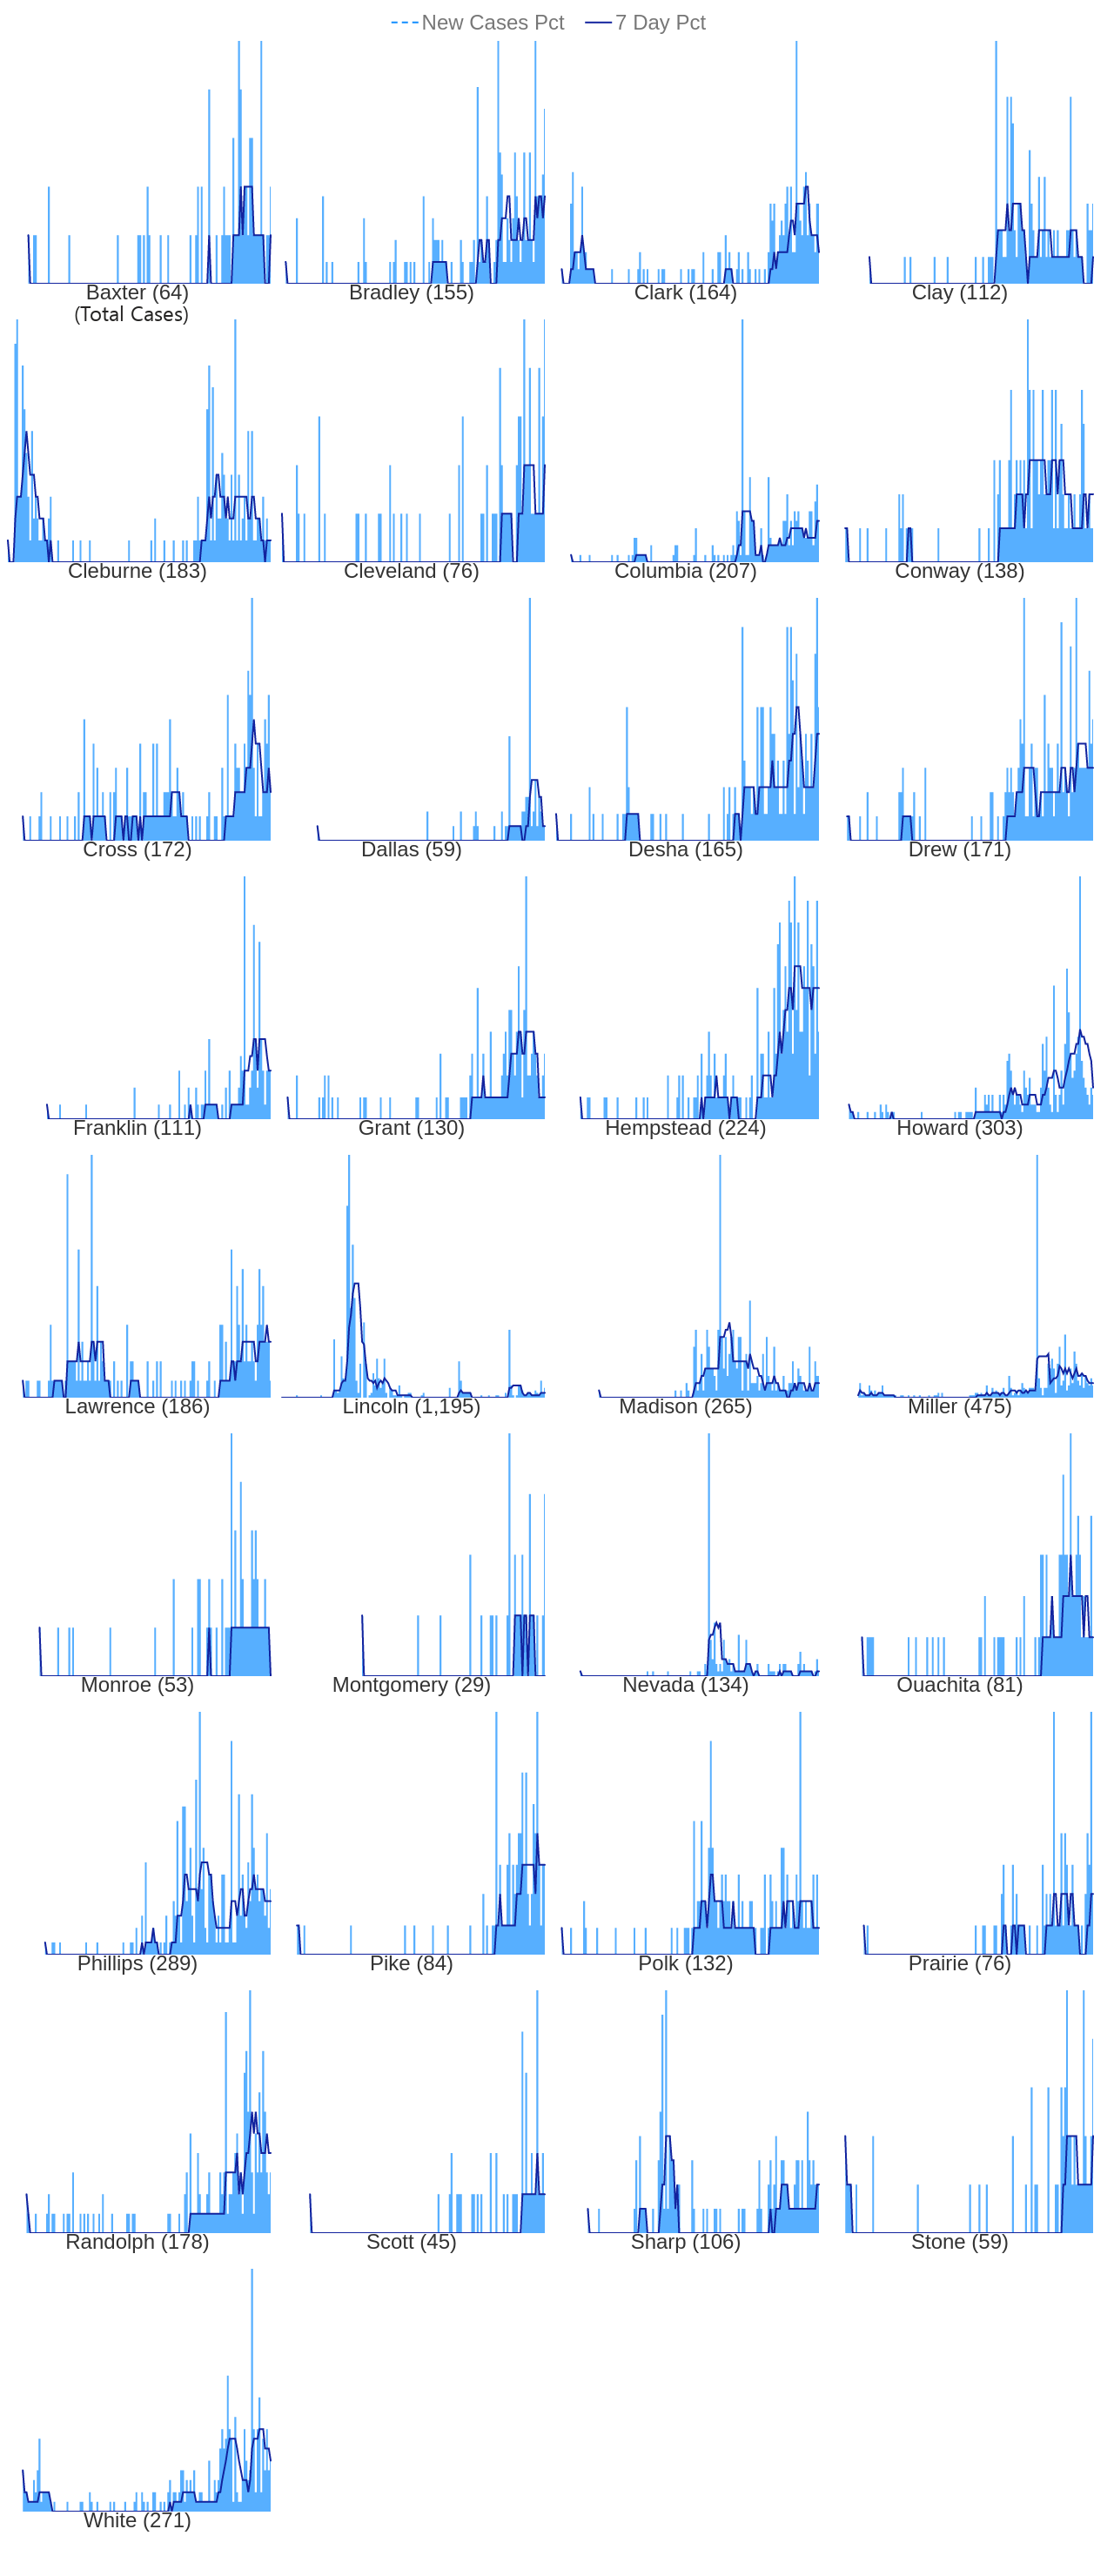 New Cases Pct 7 Day Pct
Baxter (64) Bradley (155) Clark (164) Clay (112)
(Total Cases)
Cleburne (183) Cleveland (76) Columbia (207) Conway (138)
Cross (172) Dallas (59) Desha (165) Drew (171)
Franklin (111) Grant (130) Hempstead (224) Howard (303)
Lawrence (186) Lincoln (1,195) Madison (265) Miller (475)
Monroe (53) Montgomery (29) Nevada (134) Ouachita (81)
Phillips (289) Pike (84) Polk (132) Prairie (76)
Randolph (178) Scott (45) Sharp (106) Stone (59)
White (271)